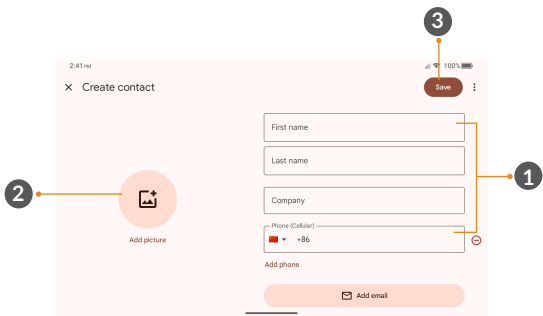 3
2:41 PM
100%
Create contact
Save
First name
Last name
1
Company
2
Phone (Cellular)
+86
Add picture
Add phone
Add email